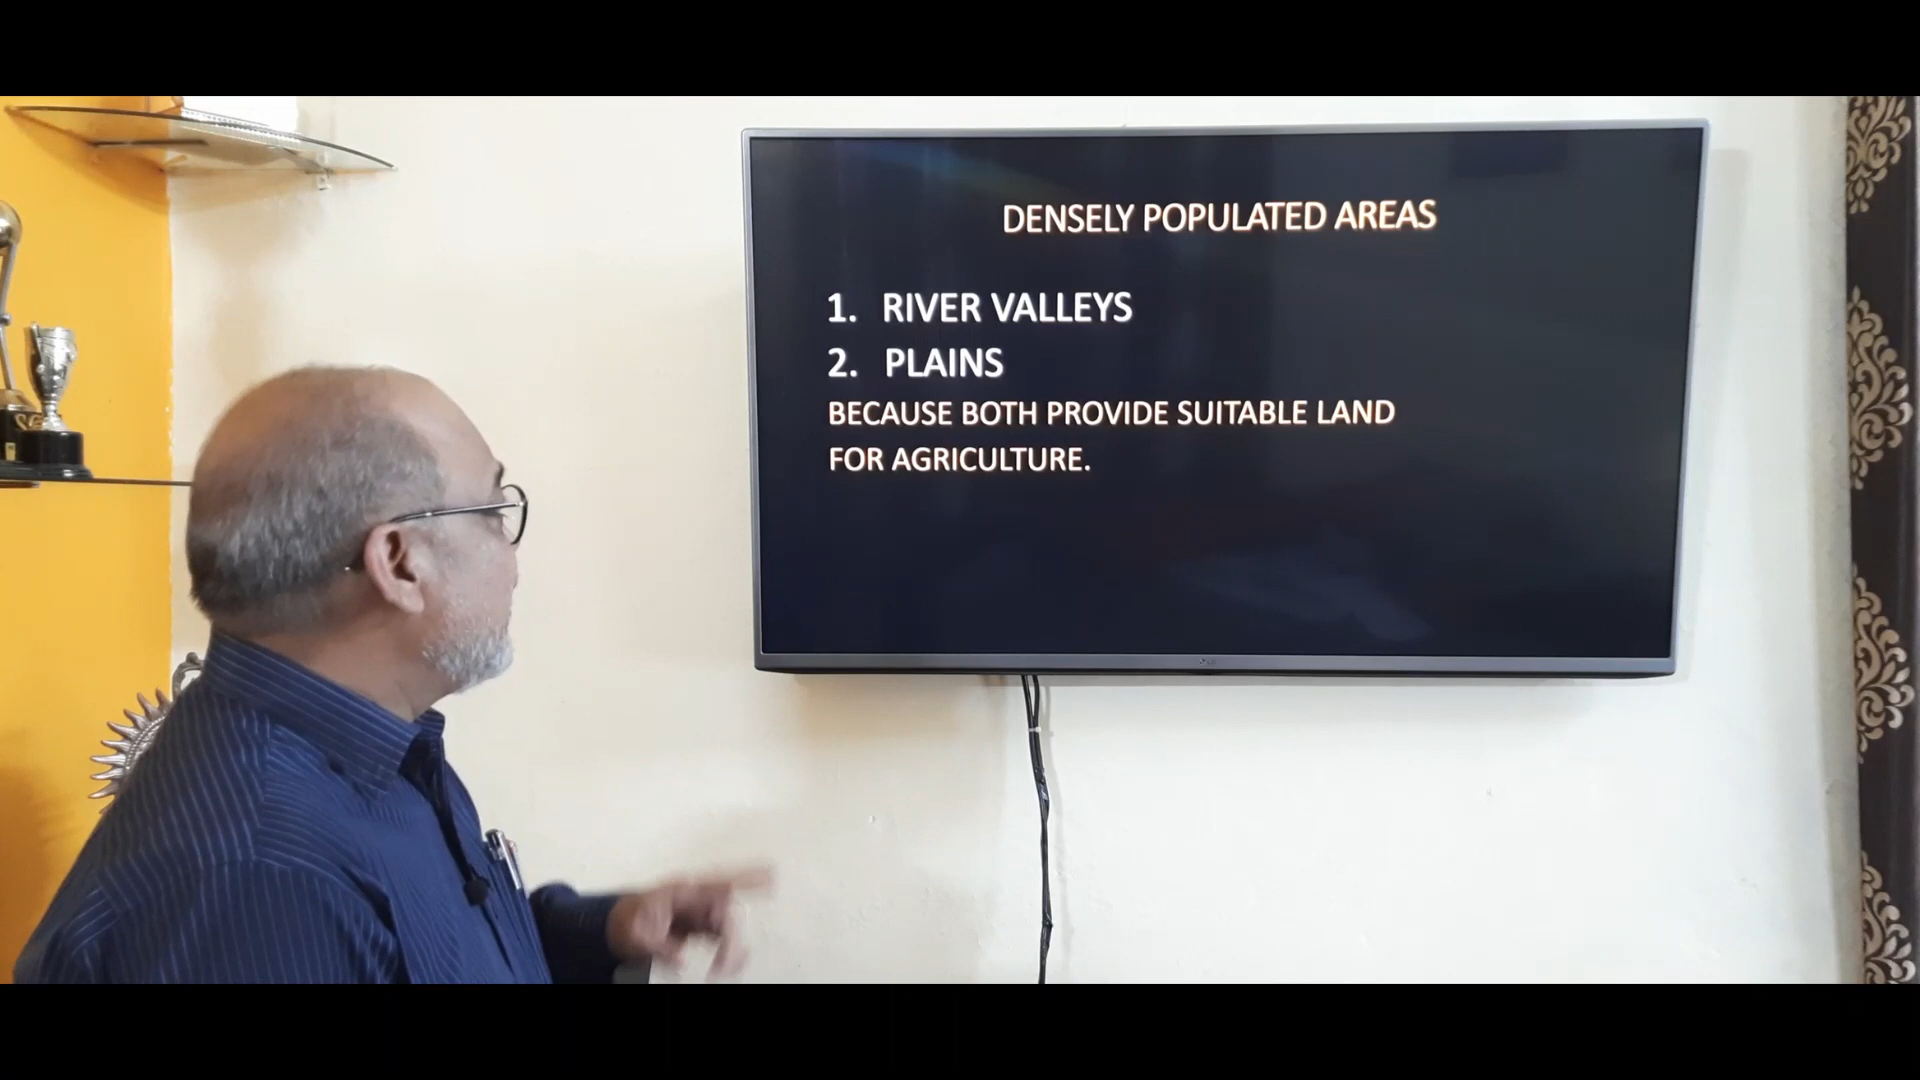 DENSELY POPULATED AREAS
1. RIVER VALLEYS
2. PLAINS
BECAUSE BOTH PROVIDE SUITABLE LAND
FOR AGRICULTURE.